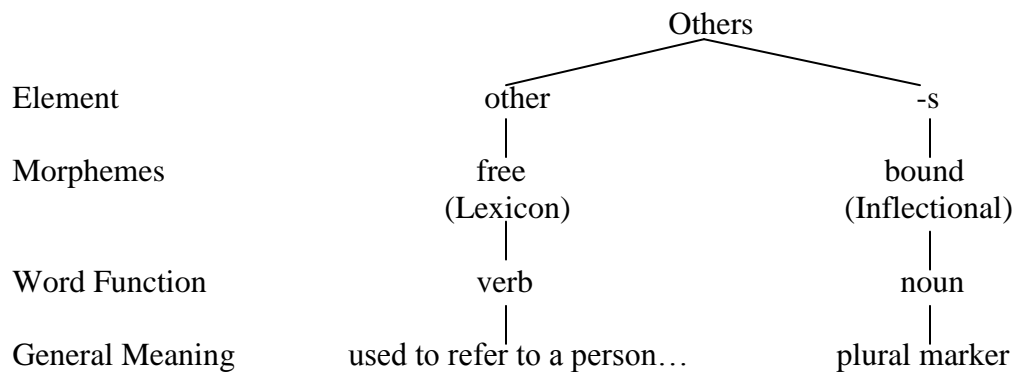 Others
Element other -s
Morphemes free bound
(Lexicon) (Inflectional)
Word Function verb noun
General Meaning used to refer to a person… plural marker